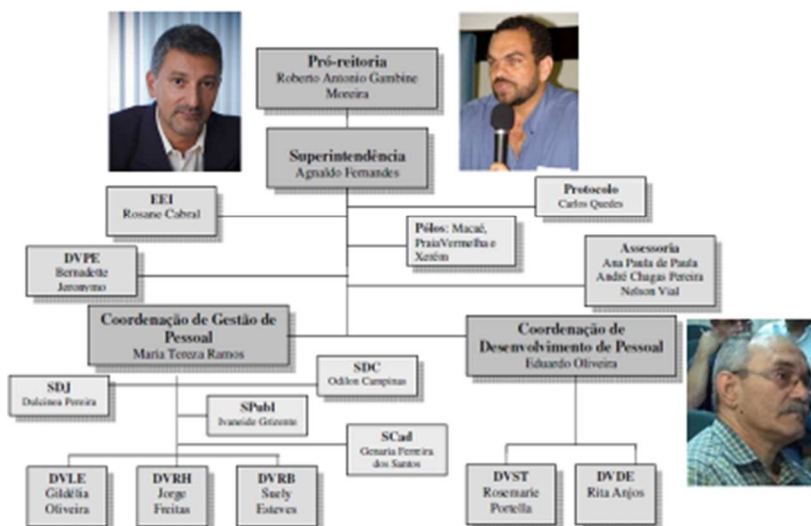 Pró-reitoria
Roberto Antonio Gambine
Moreira
Superintendência
Agnaldo Fernandes
EEI
Rosane Cabral
Protocolo
Carlos Quedes
Pólos: Macaé,
PraiaVermelha e
Xerém
DVPE
Bernadette
Jeronymo
Assessoria
Ana Paula de Paula
André Chagas Pereira
Nelson Vial
Coordenação de Gestão de
Pessoal
Maria Tereza Ramos
Coordenação de
Desenvolvimento de Pessoal
Eduardo Oliveira
SDJ
Dulcinea Pereira
SDC
Odilon Campinas
SPubl
Ivaneide Grizente
SCad
Genaria Ferreira
dos Santos
DVLE
Gildélia
Oliveira
DVRH
Jorge
Freitas
DVRB
Suely
Esteves
DVST
Rosemarie
Portella
DVDE
Rita Anjos